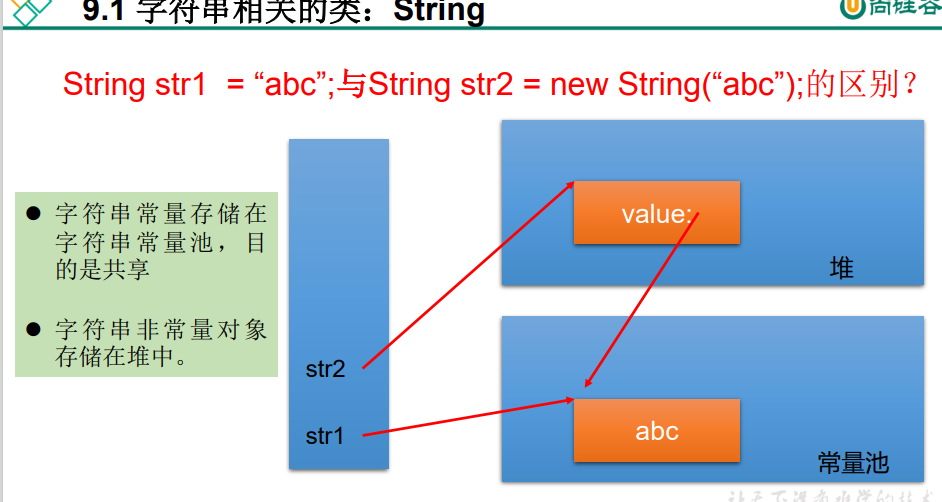 9.1 字符串相关的类：String
尚硅谷
String str1  = “abc”;与String str2 = new String(“abc”);的区别？
● 字符串常量存储在
字符串常量池，目
的是共享
● 字符串非常量对象
存储在堆中。
str2
str1
value:
堆
abc
常量池
让天下没有难学的技术